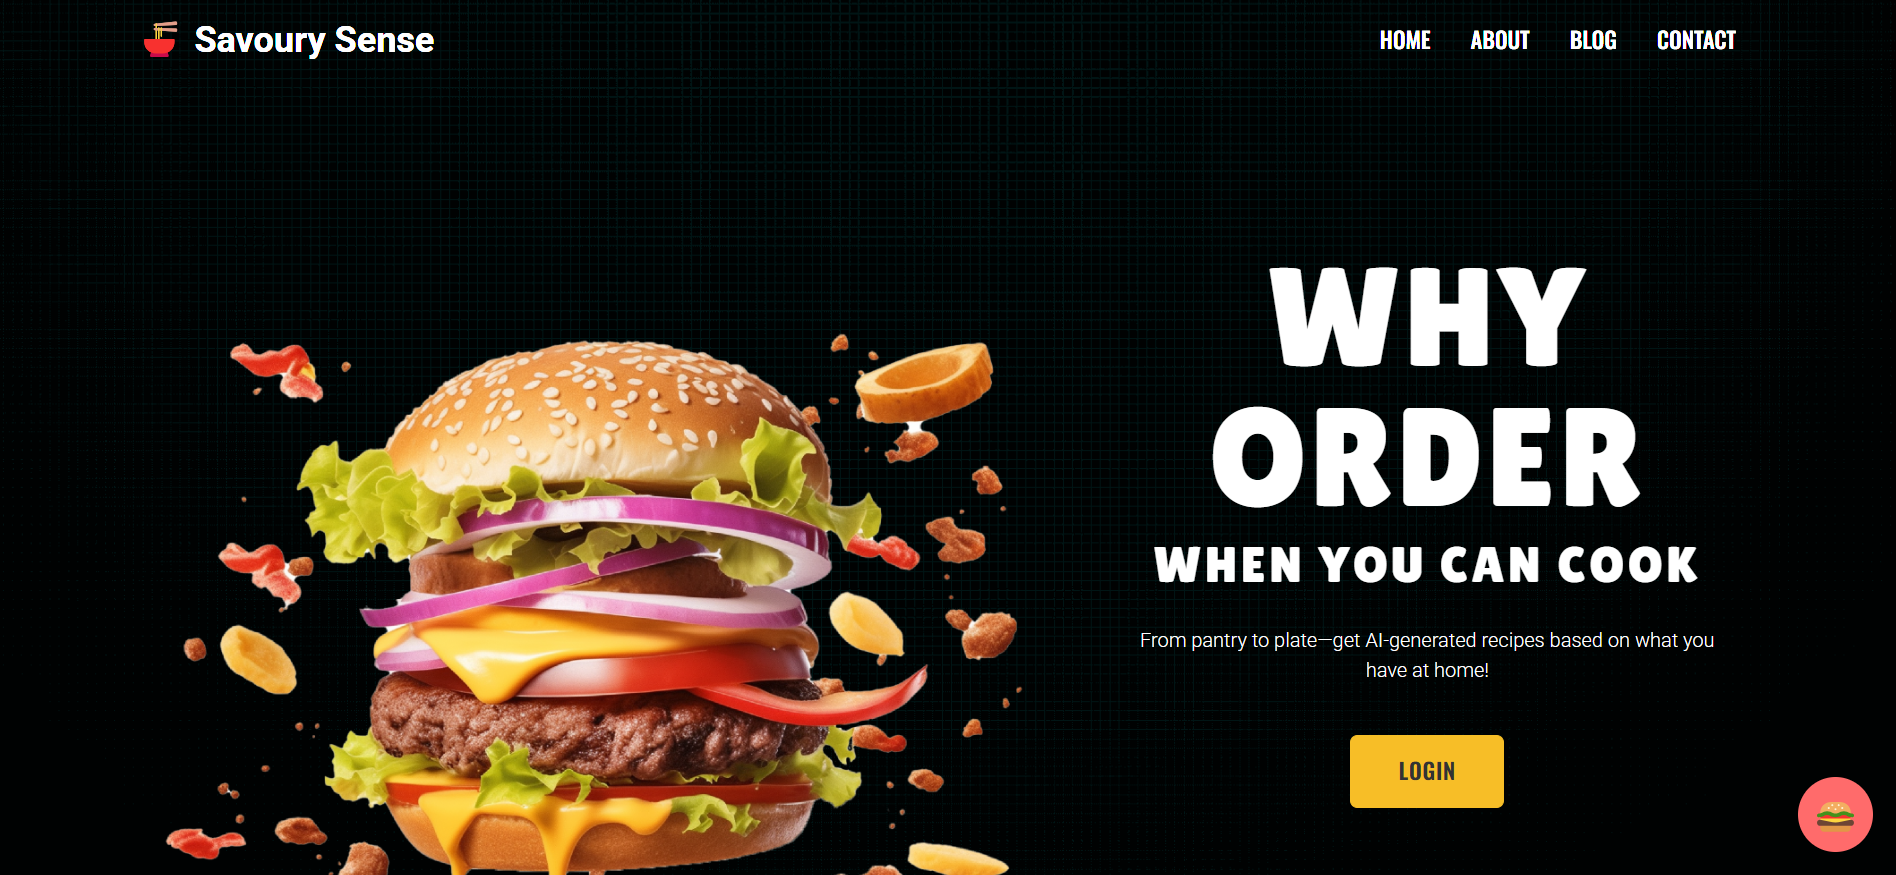 Savoury Sense
HOME ABOUT BLOG CONTACT
WHY
ORDER
WHEN YOU CAN COOK
From pantry to plate—get AI-generated recipes based on what you
have at home!
LOGIN